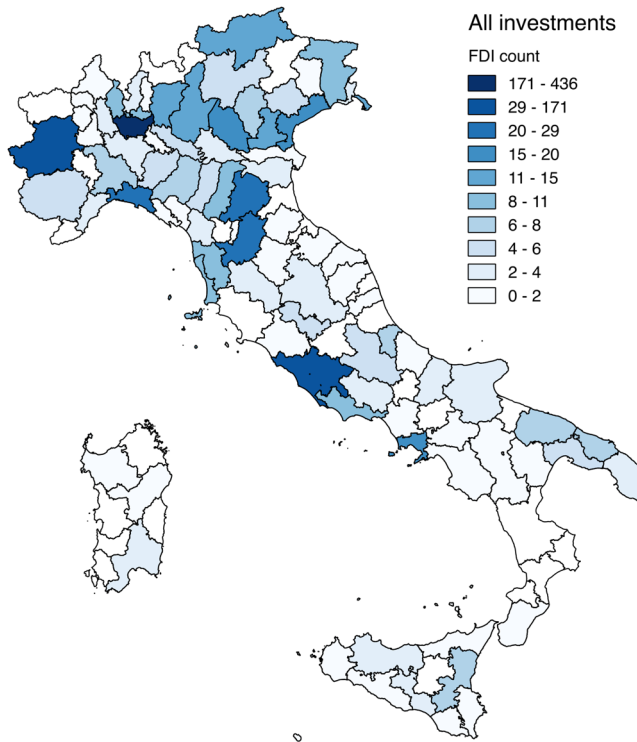 All investments
FDI count
171 - 436
29 - 171
20 - 29
15 - 20
11 - 15
8 - 11
6 - 8
4 - 6
2 - 4
0 - 2